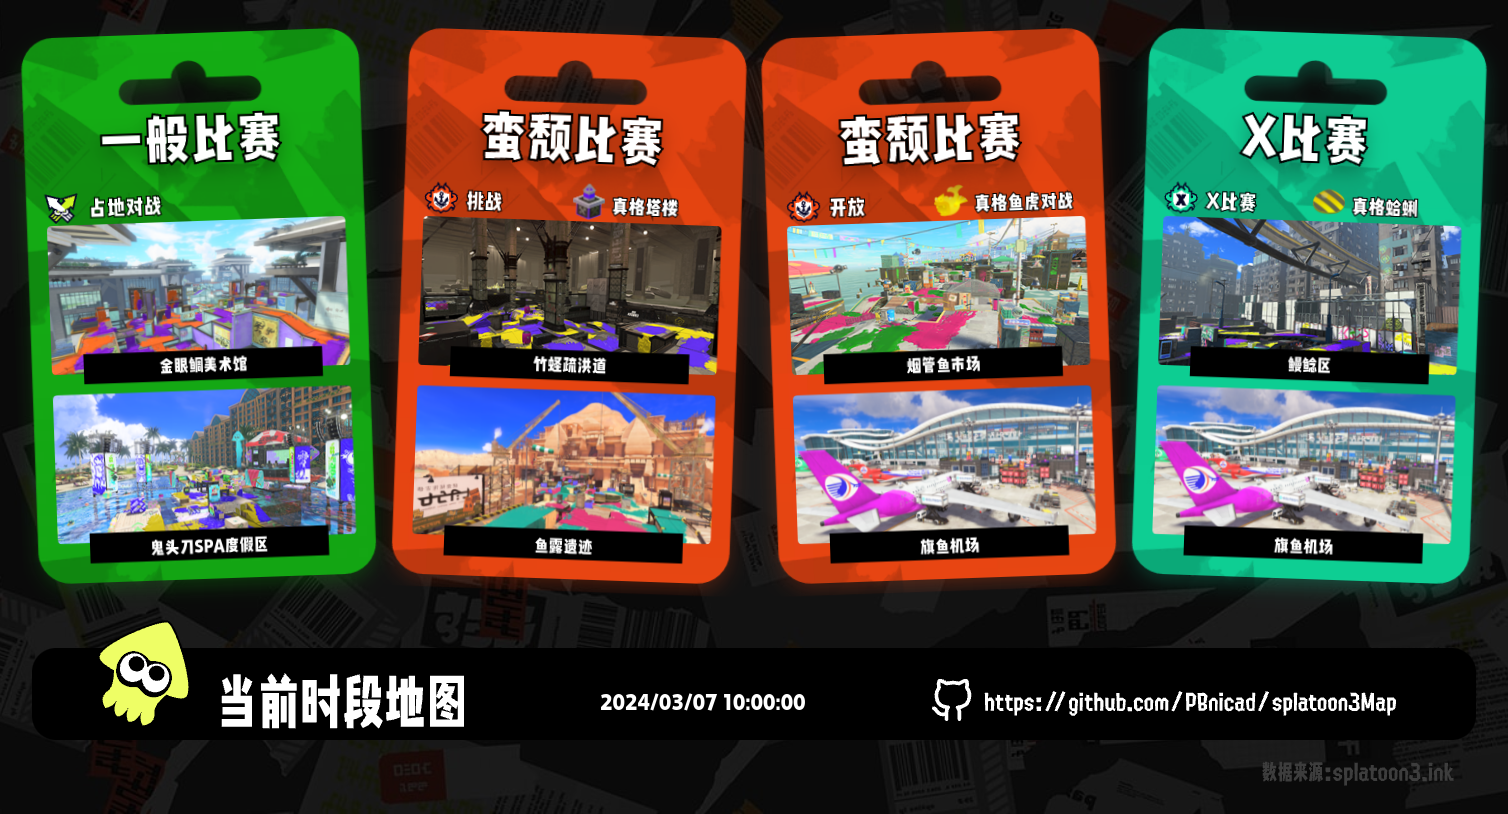 一般比赛
占地对战
金眼鲷美术馆
鬼头刀SPA度假区
蛮颓比赛
挑战
真格塔楼
竹蛏疏洪道
鱼露遗迹
蛮颓比赛
开放
真格鱼虎对战
烟管鱼市场
旗鱼机场
X比赛
X比赛
真格蛤蜊
鳗鲶区
旗鱼机场
当前时段地图
2024/03/07 10:00:00
https://github.com/PBnicad/splatoon3Map
数据来源:splatoon3.ink